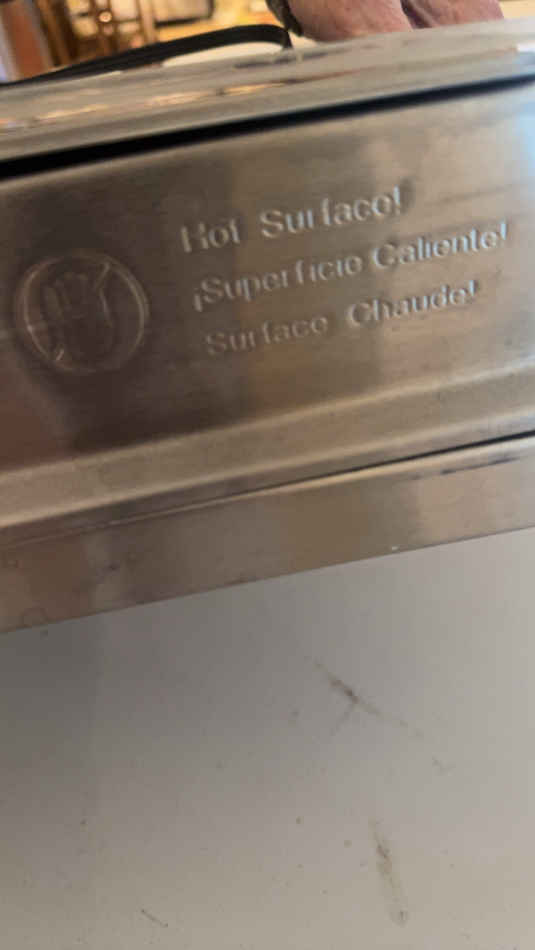 Hot Surface!
¡Superficie Caliente!
Surface Chaude!